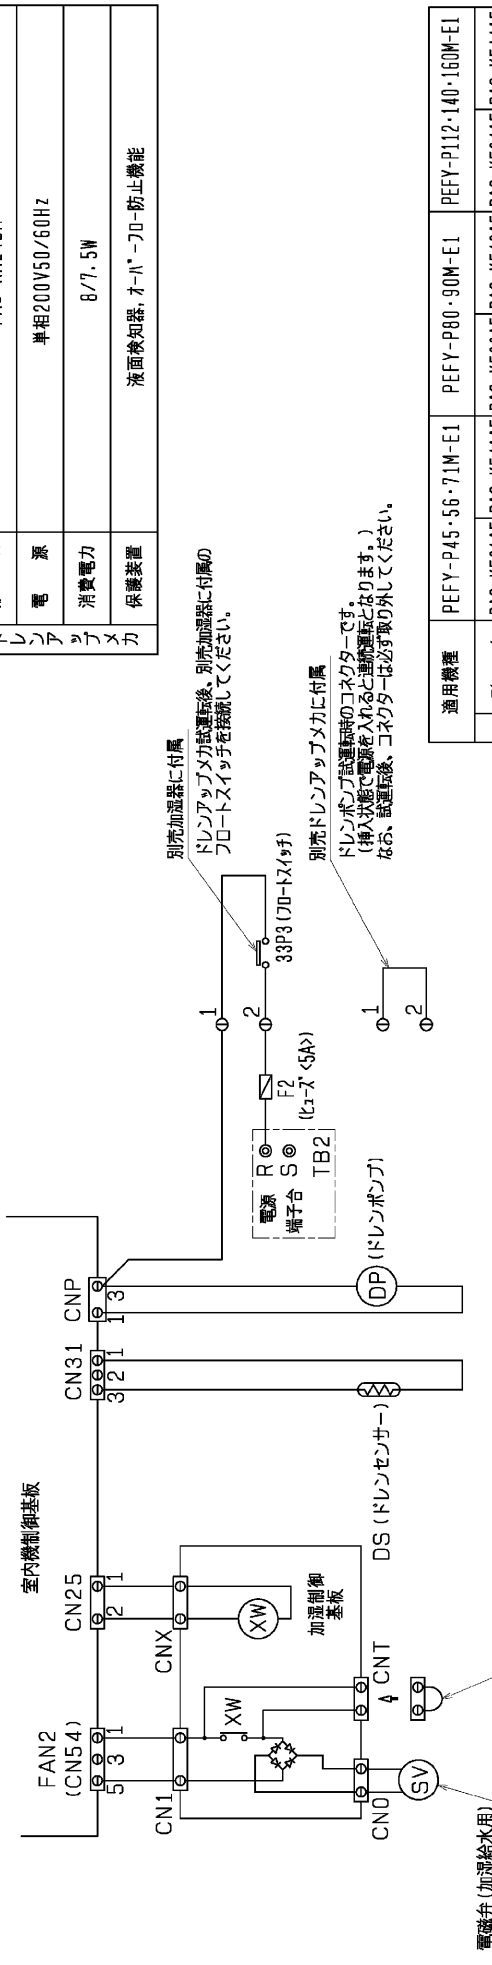 室内機制御基板
FAN2
(CN54)
5 3 1
CN25
2 1
CN31
3 2 1
CNP
1 3
CN1
CNX
XW
XW
加湿制御
基板
CNO
CNT
SV
電磁弁(加湿給水用)
DS(ドレンセンサー)
DP
(ドレンポンプ)
電源
端子台
R
S
TB2
F2
(ヒューズ<5A>)
1
2
33P3(フロートスイッチ)
1
2
別売加湿器に付属
ドレンアップメカ試運転後、別売加湿器に付属の
フロートスイッチを接続してください。
別売ドレンアップメカに付属
ドレンポンプ試運転時のコネクターです。
(挿入状態で電源を入れると連続運転となります。)
なお、試運転後、コネクターは必ず取り外してください。
ドレンアップメカ
電源 単相200V50/60Hz
消費電力 8/7.5W
保護装置 液面検知器,オーバーフロー防止機能
適用機種 PEFY-P45・56・71M-E1 PEFY-P80・90M-E1 PEFY-P112・140・160M-E1